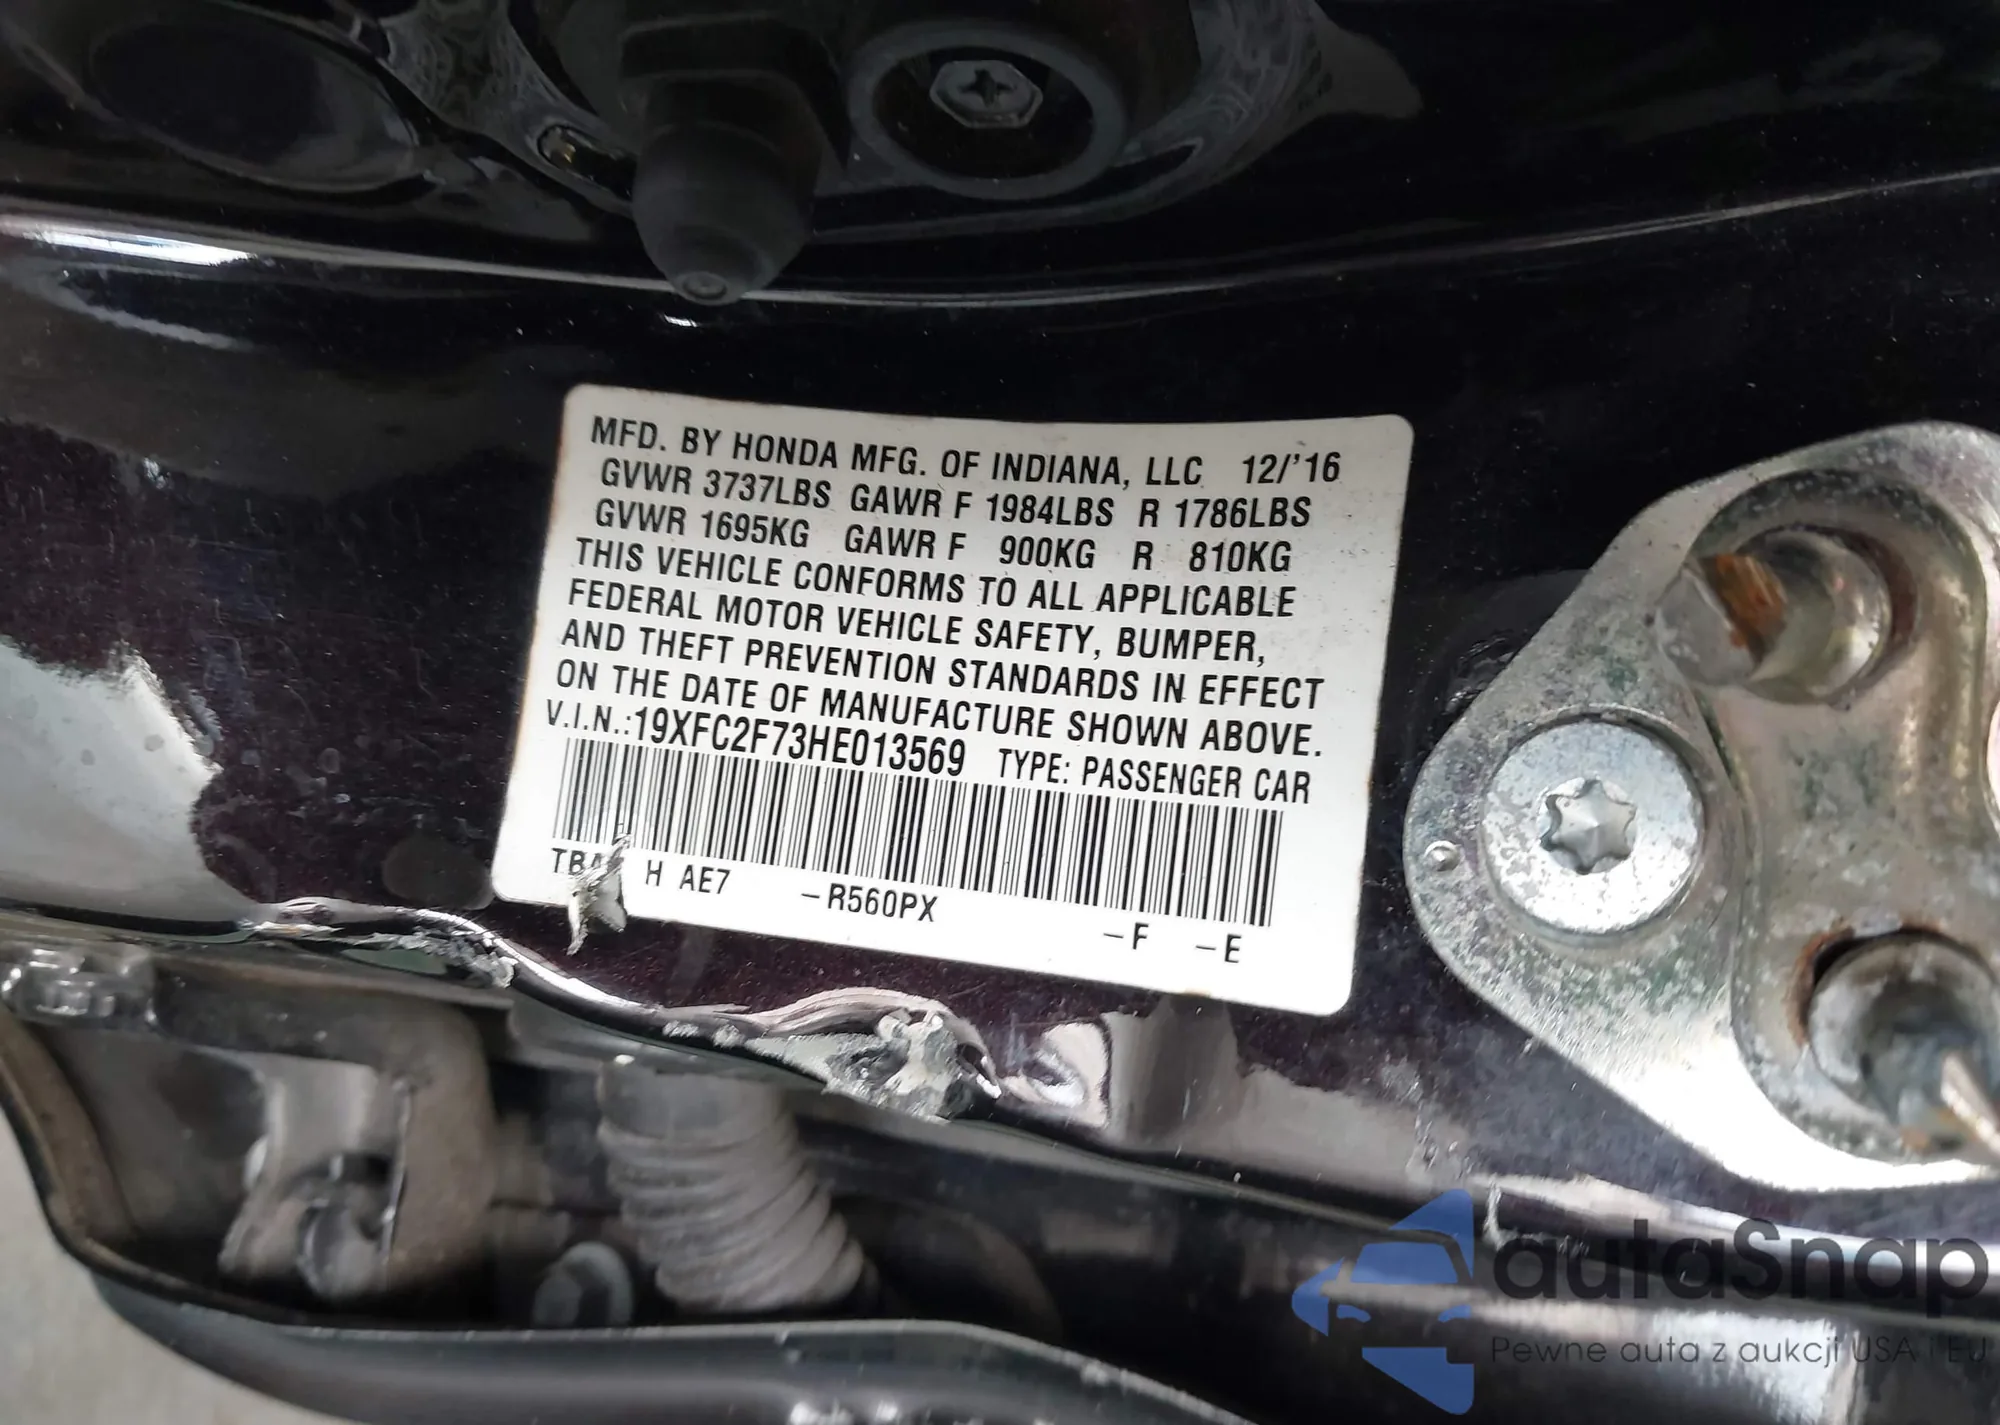 MFD. BY HONDA MFG. OF INDIANA, LLC 12/'16
GVWR 3737LBS GAWR F 1984LBS R 1786LBS
GVWR 1695KG GAWR F 900KG R 810KG
THIS VEHICLE CONFORMS TO ALL APPLICABLE
FEDERAL MOTOR VEHICLE SAFETY, BUMPER,
AND THEFT PREVENTION STANDARDS IN EFFECT
ON THE DATE OF MANUFACTURE SHOWN ABOVE.
V.I.N.:19XFC2F73HE013569 TYPE: PASSENGER CAR
H AE7 -R560PX -F -E
autaSnap
Pewne auta z aukcji USA i EU